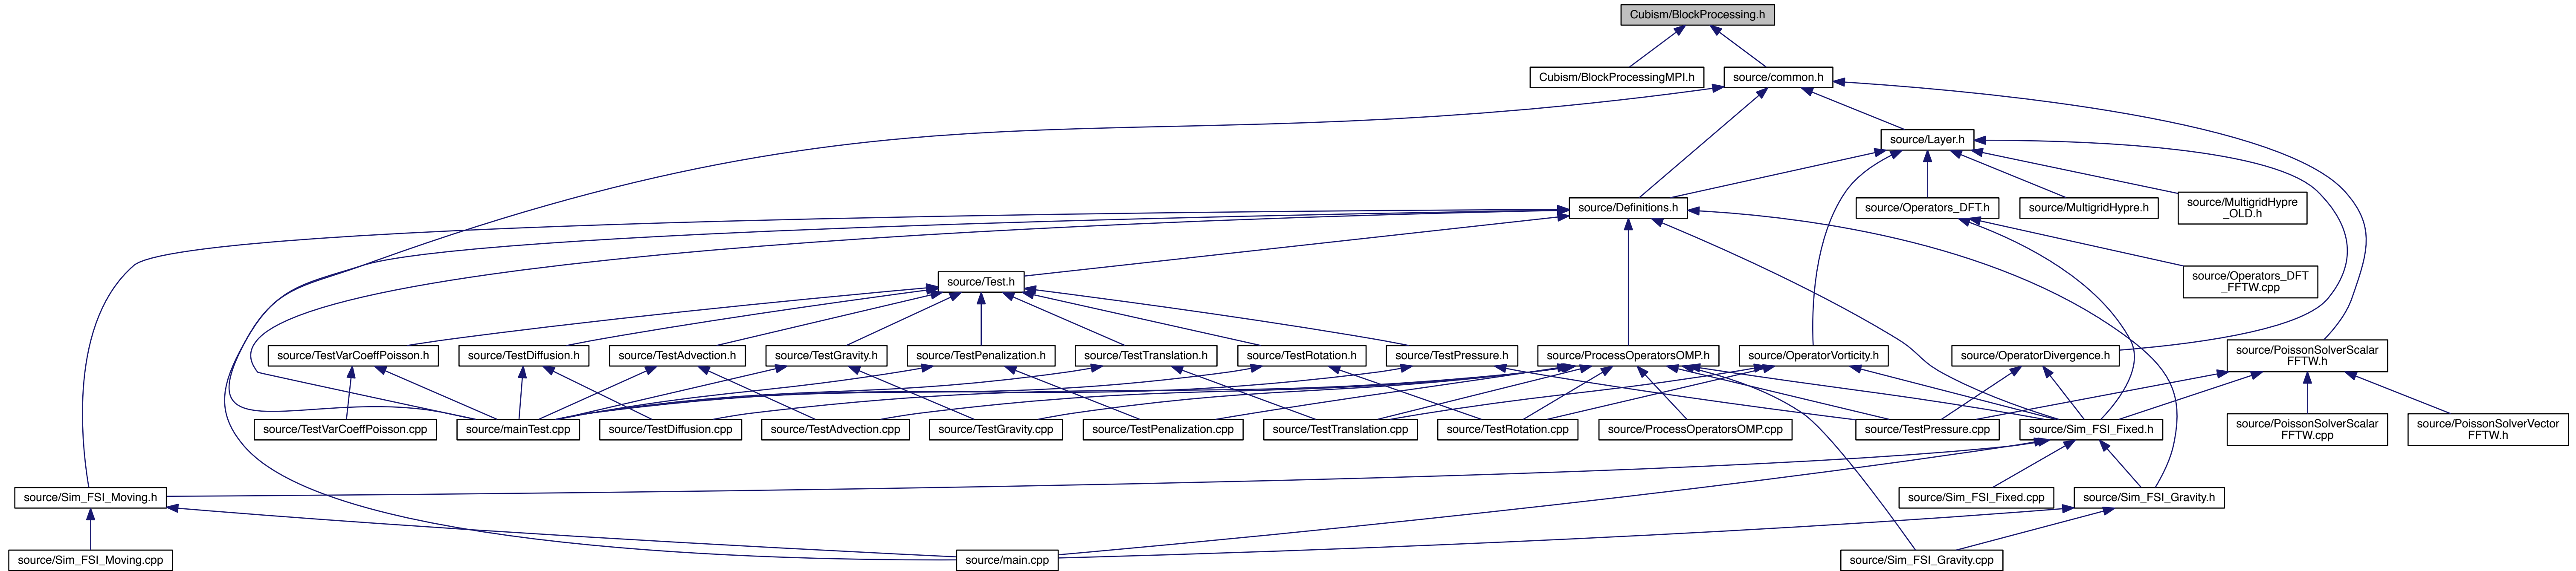 Cubism/BlockProcessing.h
Cubism/BlockProcessingMPI.h
source/common.h
source/Layer.h
source/Definitions.h
source/Operators_DFT.h
source/MultigridHypre.h
source/MultigridHypre
_OLD.h
source/Test.h
source/Operators_DFT
_FFTW.cpp
source/TestVarCoeffPoisson.h
source/TestDiffusion.h
source/TestAdvection.h
source/TestGravity.h
source/TestPenalization.h
source/TestTranslation.h
source/TestRotation.h
source/TestPressure.h
source/ProcessOperatorsOMP.h
source/OperatorVorticity.h
source/OperatorDivergence.h
source/PoissonSolverScalar
FFTW.h
source/TestVarCoeffPoisson.cpp
source/mainTest.cpp
source/TestDiffusion.cpp
source/TestAdvection.cpp
source/TestGravity.cpp
source/TestPenalization.cpp
source/TestTranslation.cpp
source/TestRotation.cpp
source/ProcessOperatorsOMP.cpp
source/TestPressure.cpp
source/Sim_FSI_Fixed.h
source/PoissonSolverScalar
FFTW.cpp
source/PoissonSolverVector
FFTW.h
source/Sim_FSI_Moving.h
source/Sim_FSI_Fixed.cpp
source/Sim_FSI_Gravity.h
source/Sim_FSI_Moving.cpp
source/main.cpp
source/Sim_FSI_Gravity.cpp